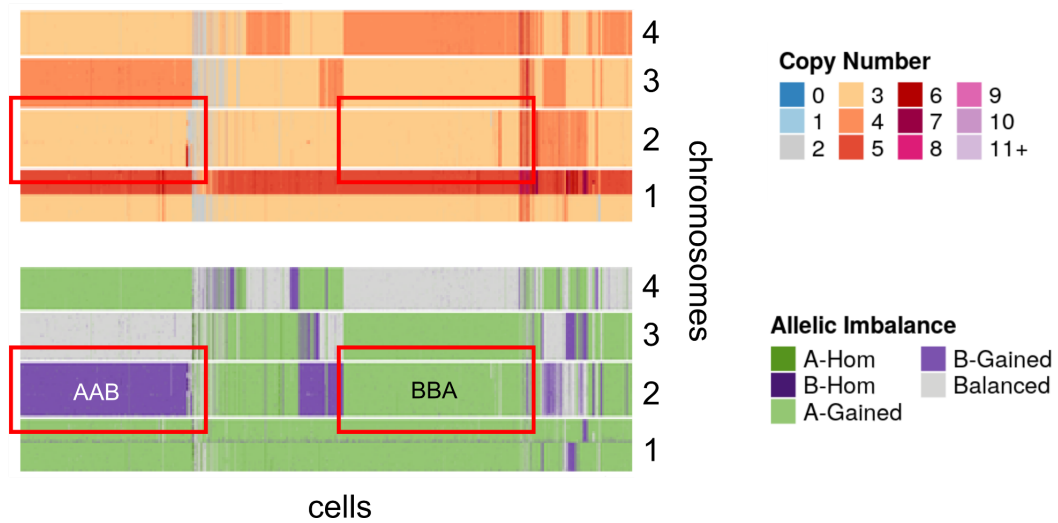 4
3
2
1
chromosomes
Copy Number
0 3 6 9
1 4 7 10
2 5 8 11+
4
3
2
1
AAB
BBA
cells
Allelic Imbalance
A-Hom B-Gained
B-Hom Balanced
A-Gained